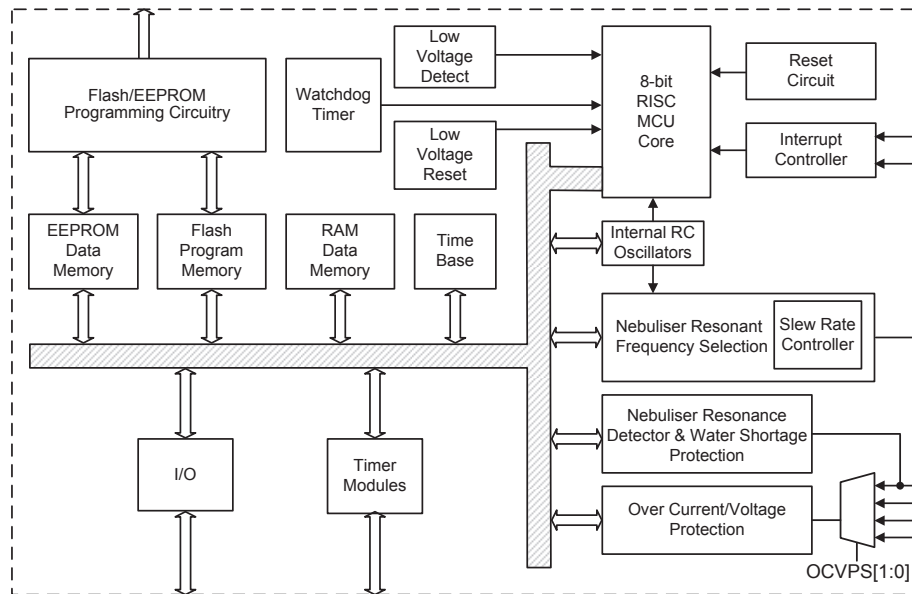 Low
Voltage
Detect
Flash/EEPROM
Programming Circuitry
Watchdog
Timer
Low
Voltage
Reset
8-bit
RISC
MCU
Core
Reset
Circuit
Interrupt
Controller
EEPROM
Data
Memory
Flash
Program
Memory
RAM
Data
Memory
Time
Base
Internal RC
Oscillators
Nebuliser Resonant
Frequency Selection
Slew Rate
Controller
Nebuliser Resonance
Detector & Water Shortage
Protection
I/O
Timer
Modules
Over Current/Voltage
Protection
OCVPS[1:0]